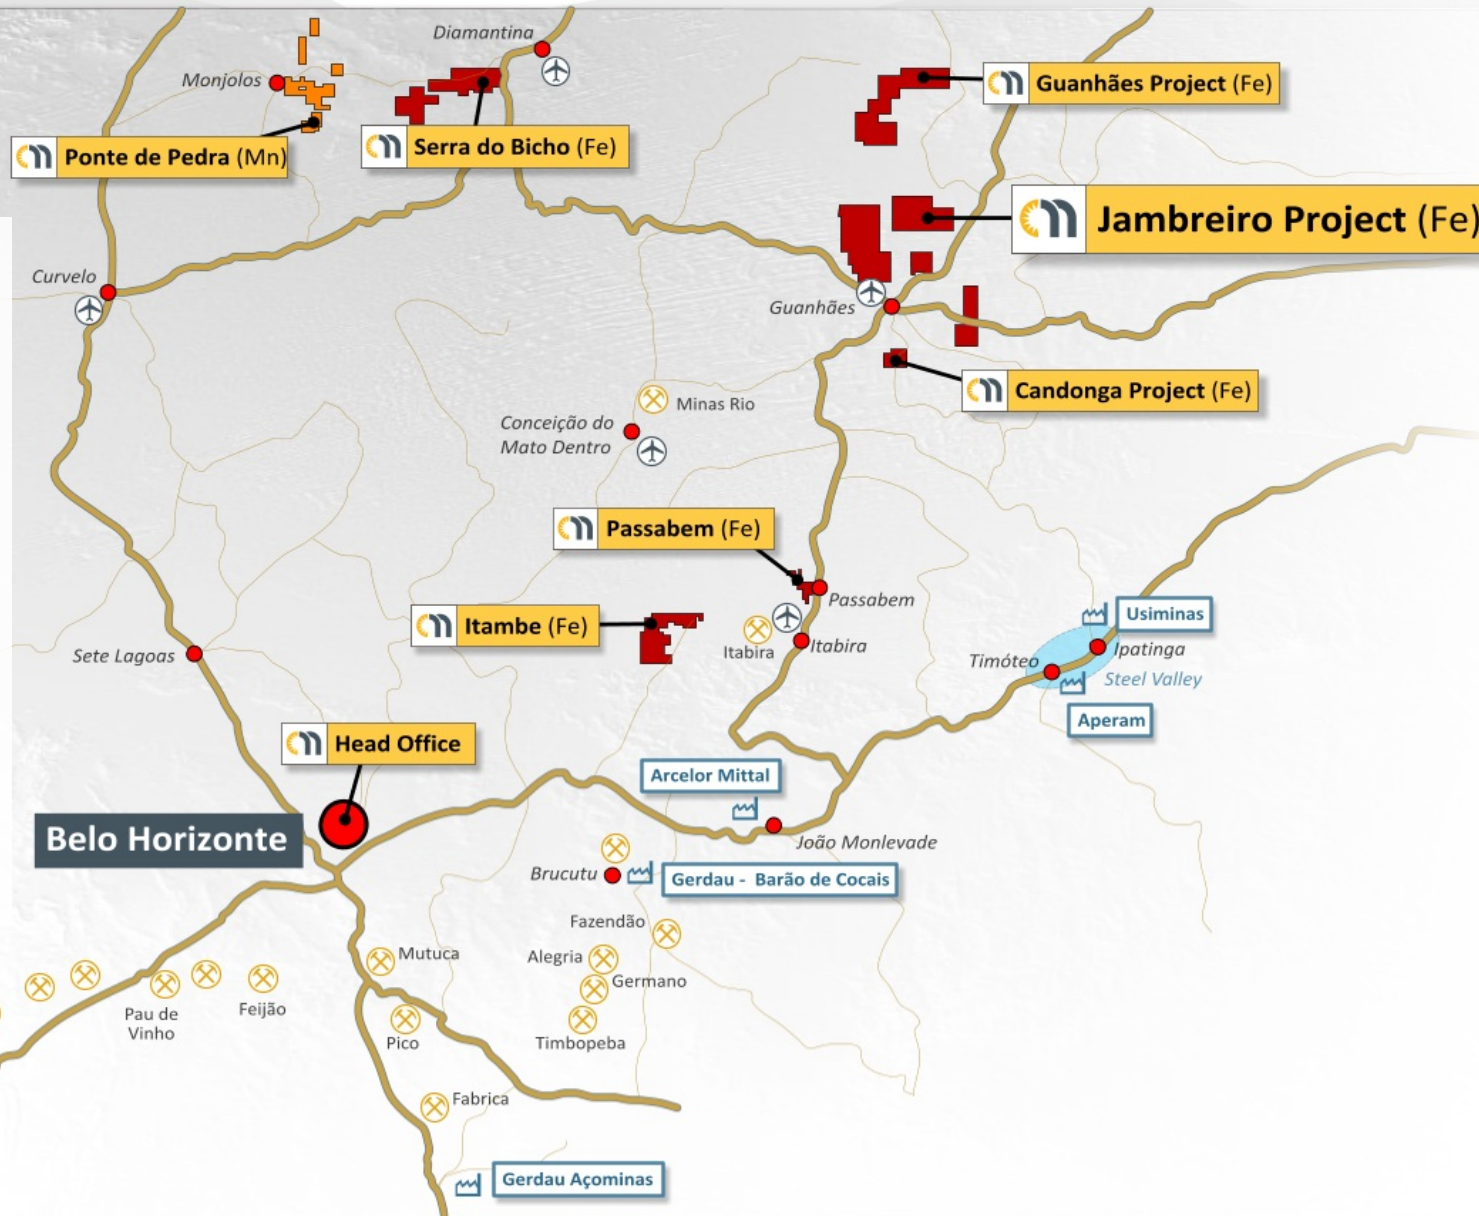 Diamantina
Monjolos
Guanhães Project (Fe)
Ponte de Pedra (Mn)
Serra do Bicho (Fe)
Jambreiro Project (Fe)
Curvelo
Guanhães
Candonga Project (Fe)
Minas Rio
Conceição do
Mato Dentro
Passabem (Fe)
Passabem
Itambe (Fe)
Usiminas
Itabira
Itabira
Ipatinga
Timóteo
Steel Valley
Sete Lagoas
Aperam
Head Office
Arcelor Mittal
Belo Horizonte
João Monlevade
Brucutu
Gerdau - Barão de Cocais
Fazendão
Mutuca
Alegria
Germano
Feijão
Pau de
Vinho
Pico
Timbopeba
Fabrica
Gerdau Açominas